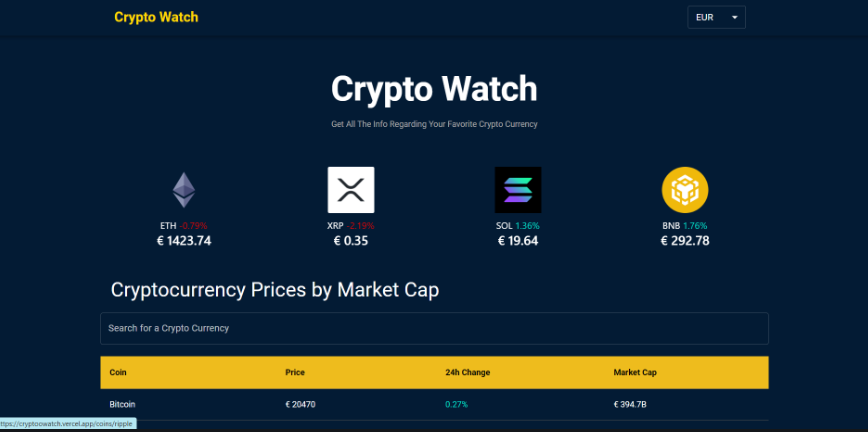 Crypto Watch
EUR
Crypto Watch
Get All The Info Regarding Your Favorite Crypto Currency
ETH -0.79% XRP -2.19% SOL 1.36% BNB 1.76%
€ 1423.74 € 0.35 € 19.64 € 292.78
Cryptocurrency Prices by Market Cap
Search for a Crypto Currency
Coin Price 24h Change Market Cap
Bitcoin € 20470 0.27% € 394.7B
ttps://cryptoowatch.vercel.app/coins/ripple